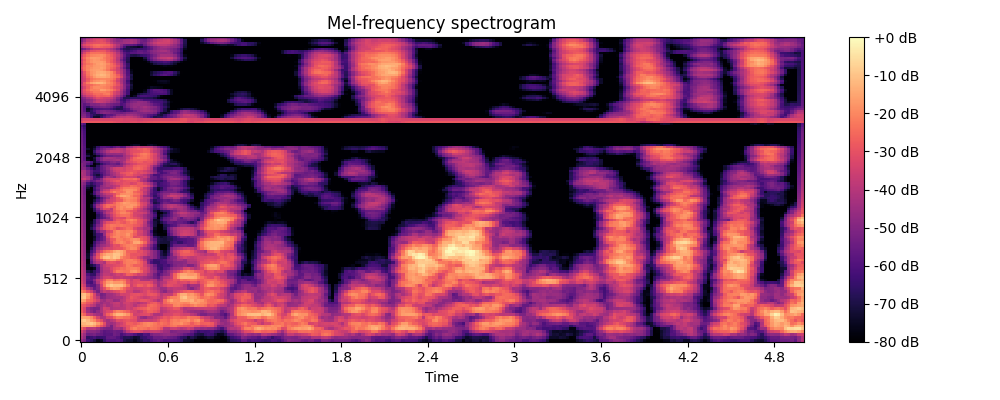 Mel-frequency spectrogram
+0 dB
4096
-10 dB
-20 dB
-30 dB
2048
Hz
-40 dB
1024
-50 dB
512
-60 dB
-70 dB
0
-80 dB
0 0.6 1.2 1.8 2.4 3 3.6 4.2 4.8
Time